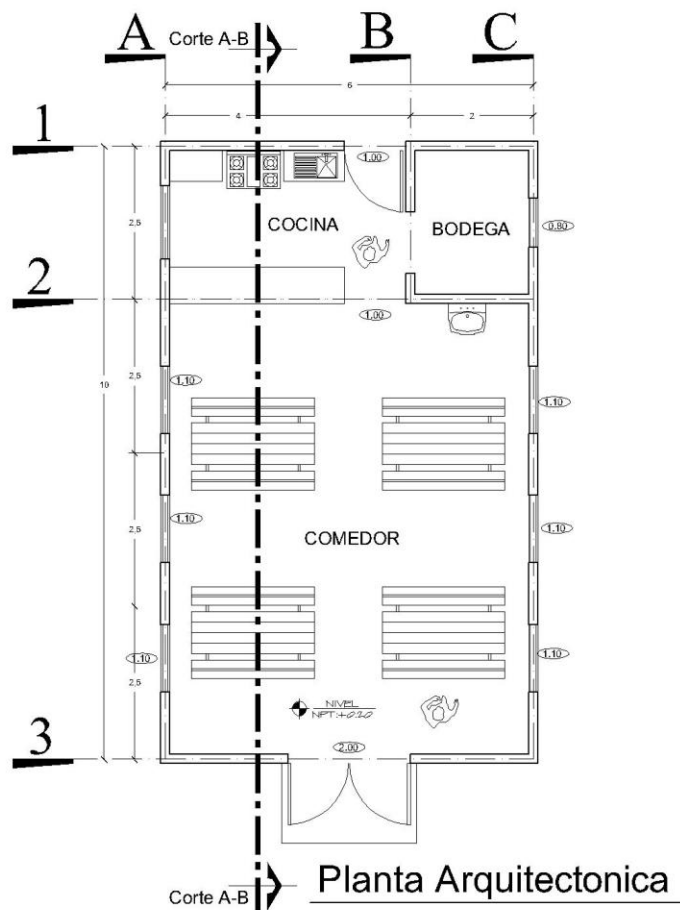 A
Corte A-B
B
C
6
4
2
1
1.00
COCINA
BODEGA
0.80
2,5
2
1.00
10
2,5
1.10
1.10
2,5
1.10
COMEDOR
1.10
2,5
1.10
1.10
NIVEL
NPT:+0.20
3
2.00
Corte A-B
Planta Arquitectonica